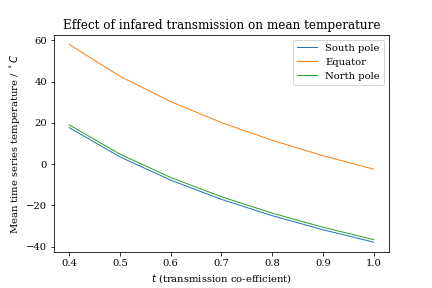 Effect of infared transmission on mean temperature
Mean time series temperature / °C
60
40
20
0
−20
−40
South pole
Equator
North pole
0.4 0.5 0.6 0.7 0.8 0.9 1.0
t (transmission co-efficient)